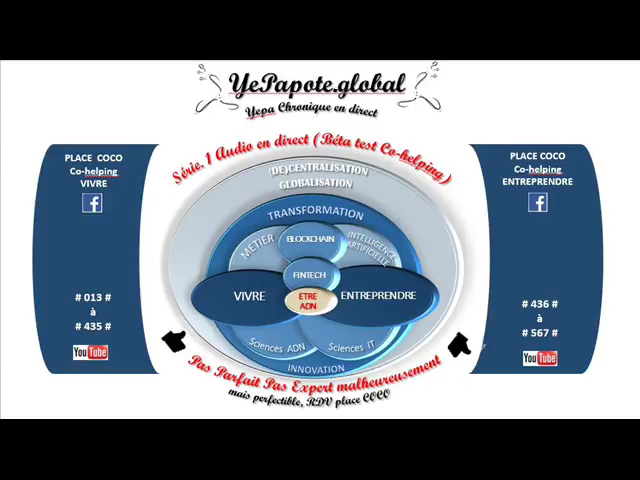 YePapote.global
Yepa Chronique en direct
Série. 1 Audio en direct (Béta test Co-helping)
PLACE COCO
Co-helping
VIVRE
f
# 013 #
à
# 435 #
YouTube
(DE)CENTRALISATION
GLOBALISATION
TRANSFORMATION
METIER
BLOCKCHAIN
INTELLIGENCE
ARTIFICIELLE
FINTECH
VIVRE
ETRE
ADN
ENTREPRENDRE
Sciences ADN
Sciences IT
INNOVATION
PLACE COCO
Co-helping
ENTREPRENDRE
f
# 436 #
à
# 567 #
YouTube
Pas Parfait Pas Expert malheureusement
mais perfectible, RDV place COCO